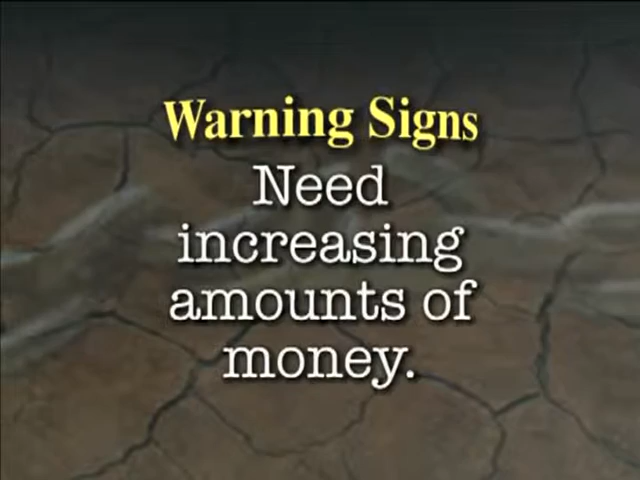 Warning Signs
Need
increasing
amounts of
money.